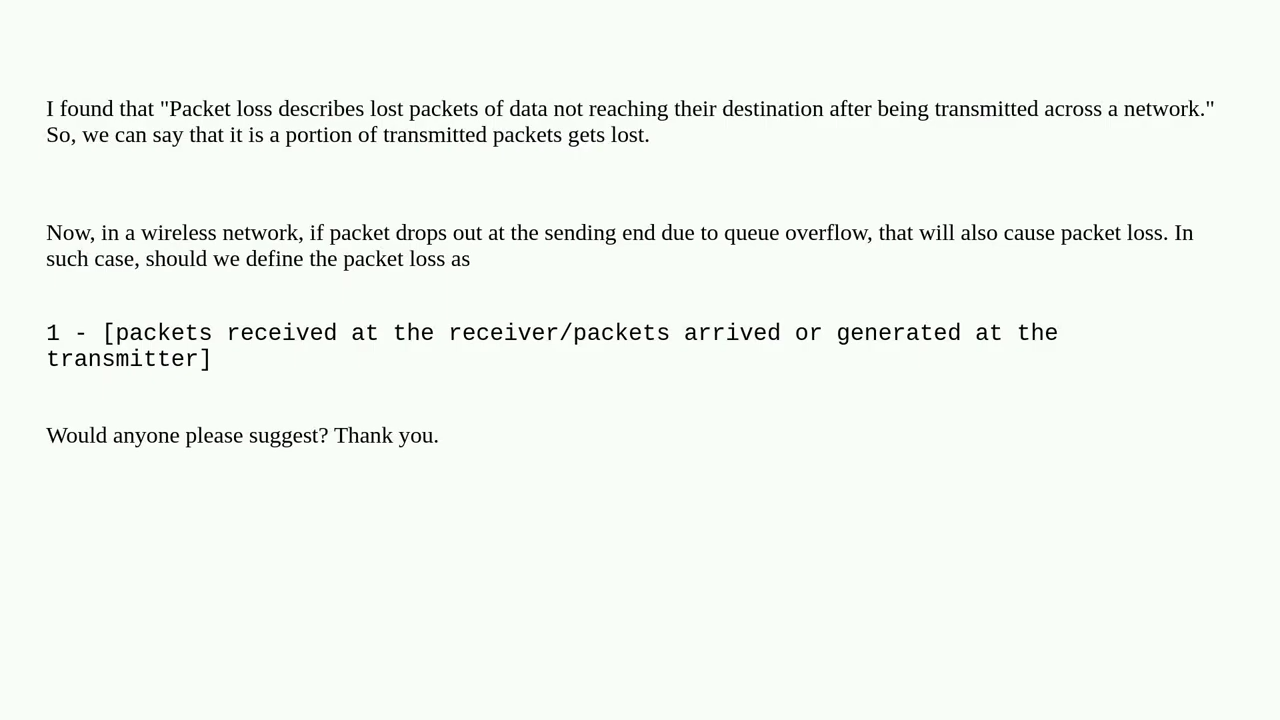 I found that "Packet loss describes lost packets of data not reaching their destination after being transmitted across a network."
So, we can say that it is a portion of transmitted packets gets lost.
Now, in a wireless network, if packet drops out at the sending end due to queue overflow, that will also cause packet loss. In
such case, should we define the packet loss as
1 - [packets received at the receiver/packets arrived or generated at the
transmitter]
Would anyone please suggest? Thank you.